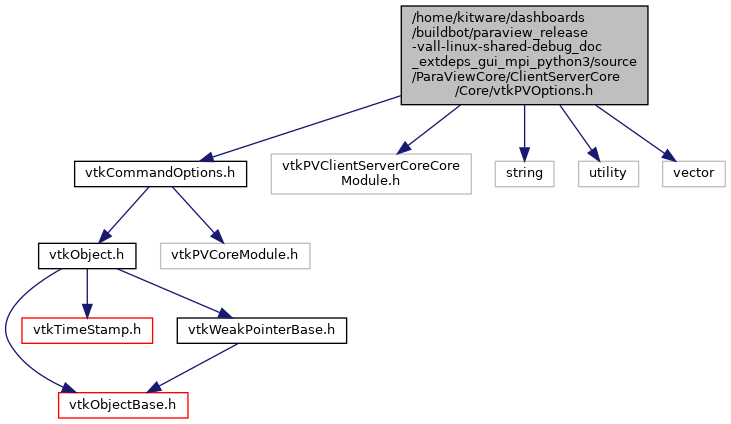 /home/kitware/dashboards
/buildbot/paraview_release
-vall-linux-shared-debug_doc
_extdeps_gui_mpi_python3/source
/ParaViewCore/ClientServerCore
/Core/vtkPVOptions.h
vtkCommandOptions.h
vtkPVClientServerCoreCore
Module.h
string
utility
vector
vtkObject.h
vtkPVCoreModule.h
vtkTimeStamp.h
vtkWeakPointerBase.h
vtkObjectBase.h